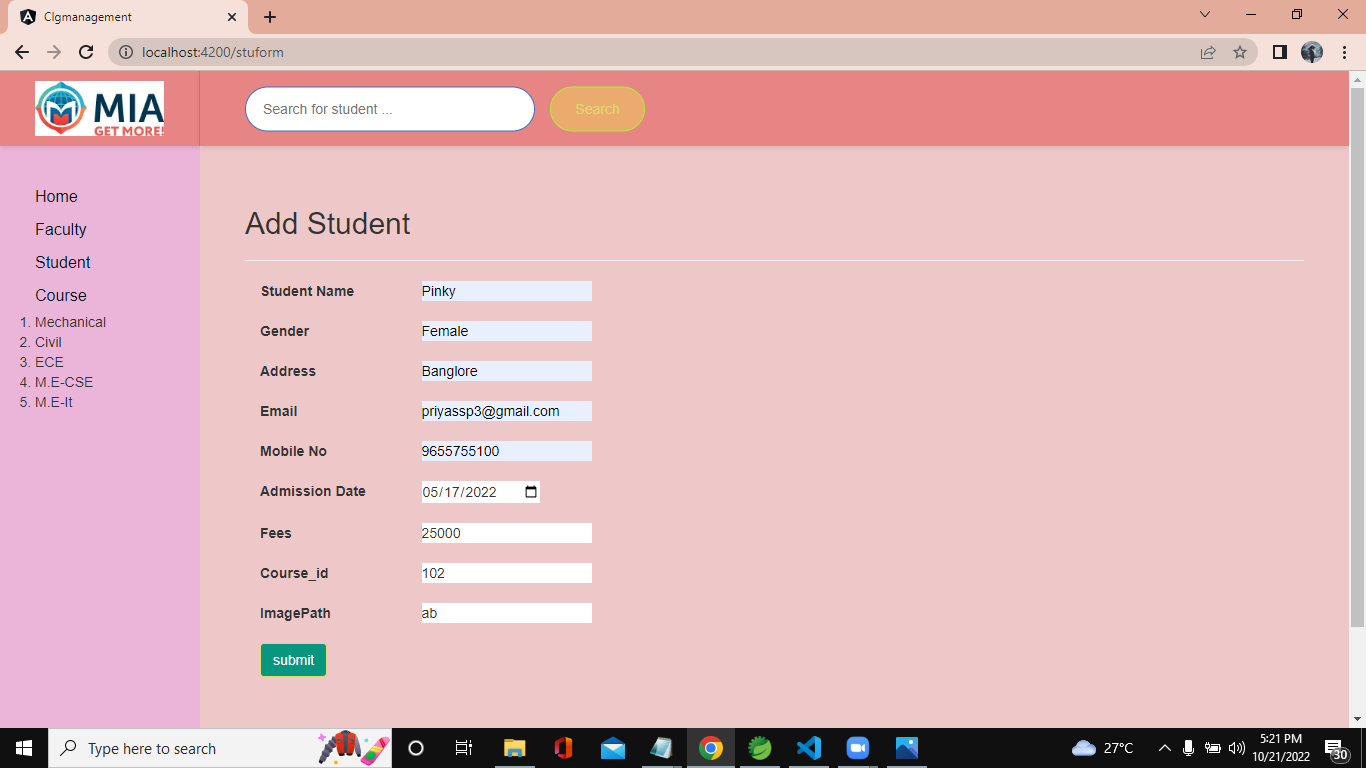 Clgmanagement
localhost:4200/stuform
MIA
GET MORE!
Search for student ...
Search
Home
Faculty
Student
Course
1. Mechanical
2. Civil
3. ECE
4. M.E-CSE
5. M.E-It
Add Student
Student Name Pinky
Gender Female
Address Banglore
Email priyassp3@gmail.com
Mobile No 9655755100
Admission Date 05/17/2022
Fees 25000
Course_id 102
ImagePath ab
submit
Type here to search
27°C
5:21 PM
10/21/2022
30